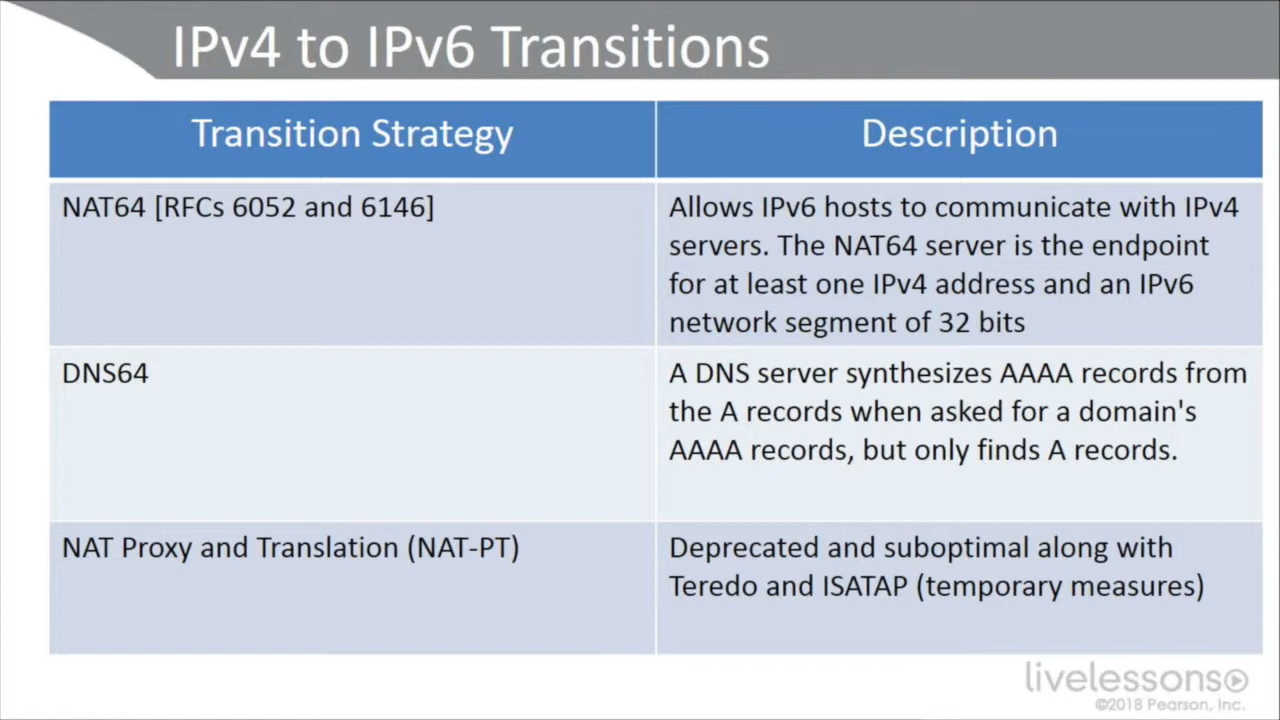 IPv4 to IPv6 Transitions
Transition Strategy
Description
NAT64 [RFCs 6052 and 6146]
Allows IPv6 hosts to communicate with IPv4
servers. The NAT64 server is the endpoint
for at least one IPv4 address and an IPv6
network segment of 32 bits
DNS64
A DNS server synthesizes AAAA records from
the A records when asked for a domain's
AAAA records, but only finds A records.
NAT Proxy and Translation (NAT-PT)
Deprecated and suboptimal along with
Teredo and ISATAP (temporary measures)
livelessons
©2018 Pearson, Inc.